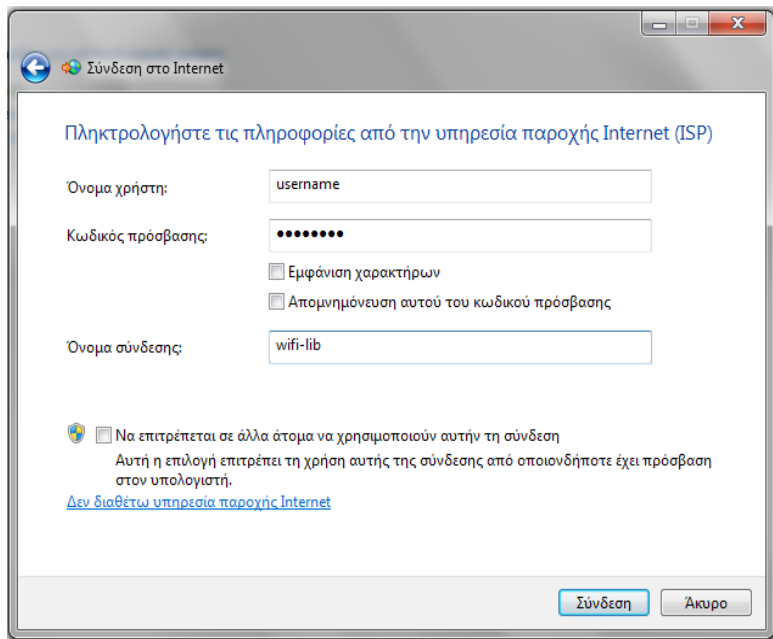 Σύνδεση στο Internet
Πληκτρολογήστε τις πληροφορίες από την υπηρεσία παροχής Internet (ISP)
Όνομα χρήστη:
username
Κωδικός πρόσβασης:
••••••••
Εμφάνιση χαρακτήρων
Απομνημόνευση αυτού του κωδικού πρόσβασης
Όνομα σύνδεσης:
wifi-lib
Να επιτρέπεται σε άλλα άτομα να χρησιμοποιούν αυτήν τη σύνδεση
Αυτή η επιλογή επιτρέπει τη χρήση αυτής της σύνδεσης από οποιονδήποτε έχει πρόσβαση
στον υπολογιστή.
Δεν διαθέτω υπηρεσία παροχής Internet
Σύνδεση
Άκυρο